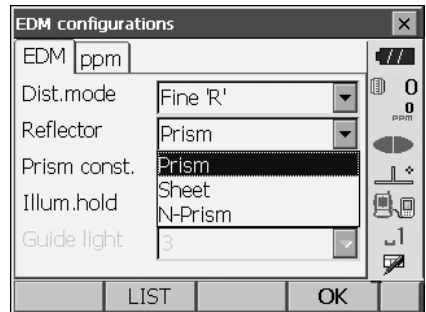 EDM configurations
EDM ppm
Dist.mode Fine 'R'
0
0
ppm
Reflector Prism
Prism const. Prism
Sheet
Illum.hold N-Prism
Guide light 3
1
LIST OK